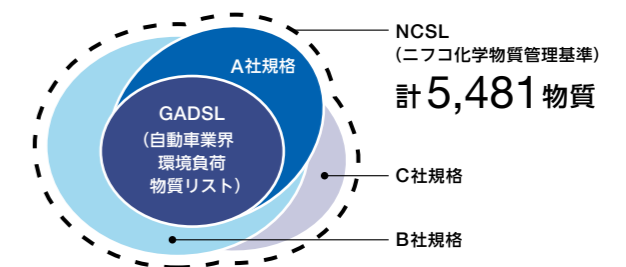 NCSL
(ニフコ化学物質管理基準)
計5,481物質
A社規格
GADSL
(自動車業界
環境負荷
物質リスト)
C社規格
B社規格